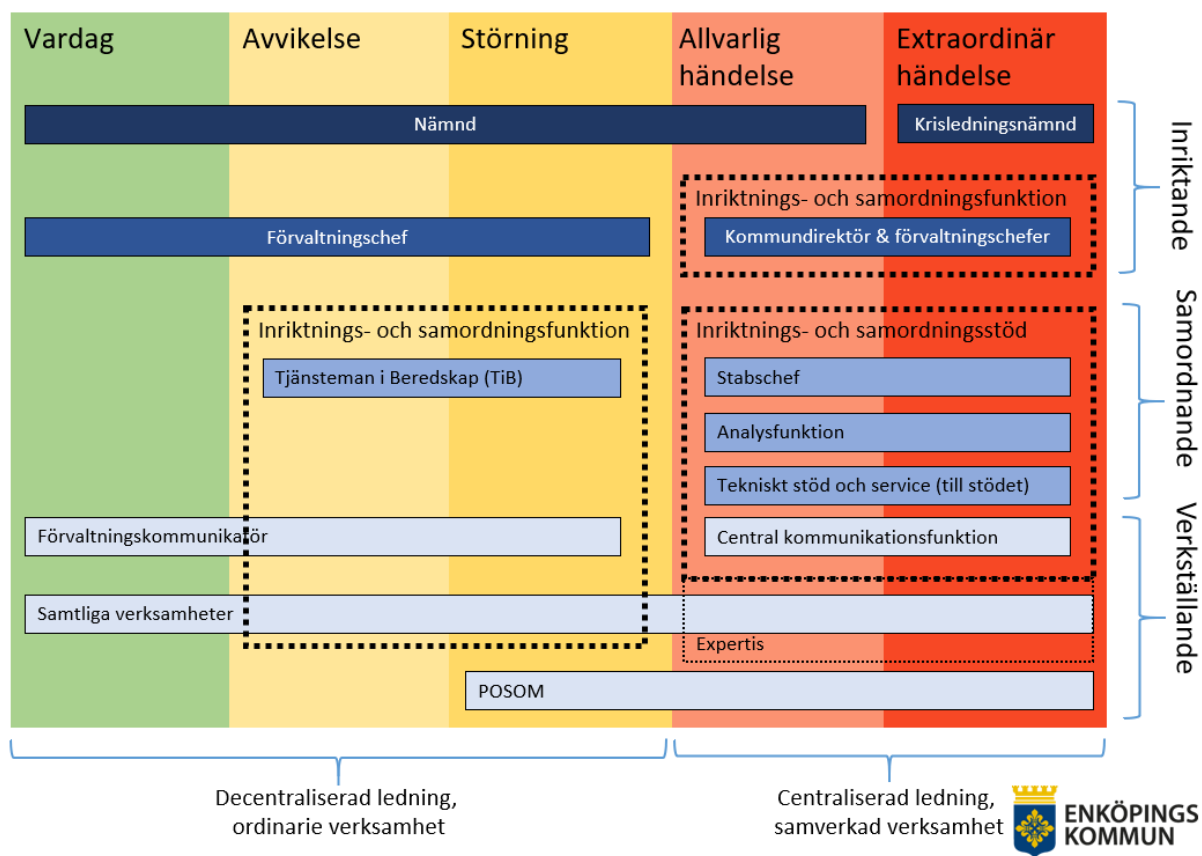 Vardag
Avvikelse
Störning
Allvarlig
händelse
Extraordinär
händelse
Nämnd
Krisledningsnämnd
Inriktnings- och samordningsfunktion
Förvaltningschef
Kommundirektör & förvaltningschefer
Inriktande
Inriktnings- och samordningsfunktion
Inriktnings- och samordningsstöd
Tjänsteman i Beredskap (TiB)
Stabschef
Analysfunktion
Tekniskt stöd och service (till stödet)
Samordnande
Förvaltningskommunikatör
Central kommunikationsfunktion
Samtliga verksamheter
Expertis
POSOM
Verkställande
Decentraliserad ledning,
ordinarie verksamhet
Centraliserad ledning,
samverkad verksamhet
ENKÖPINGS
KOMMUN